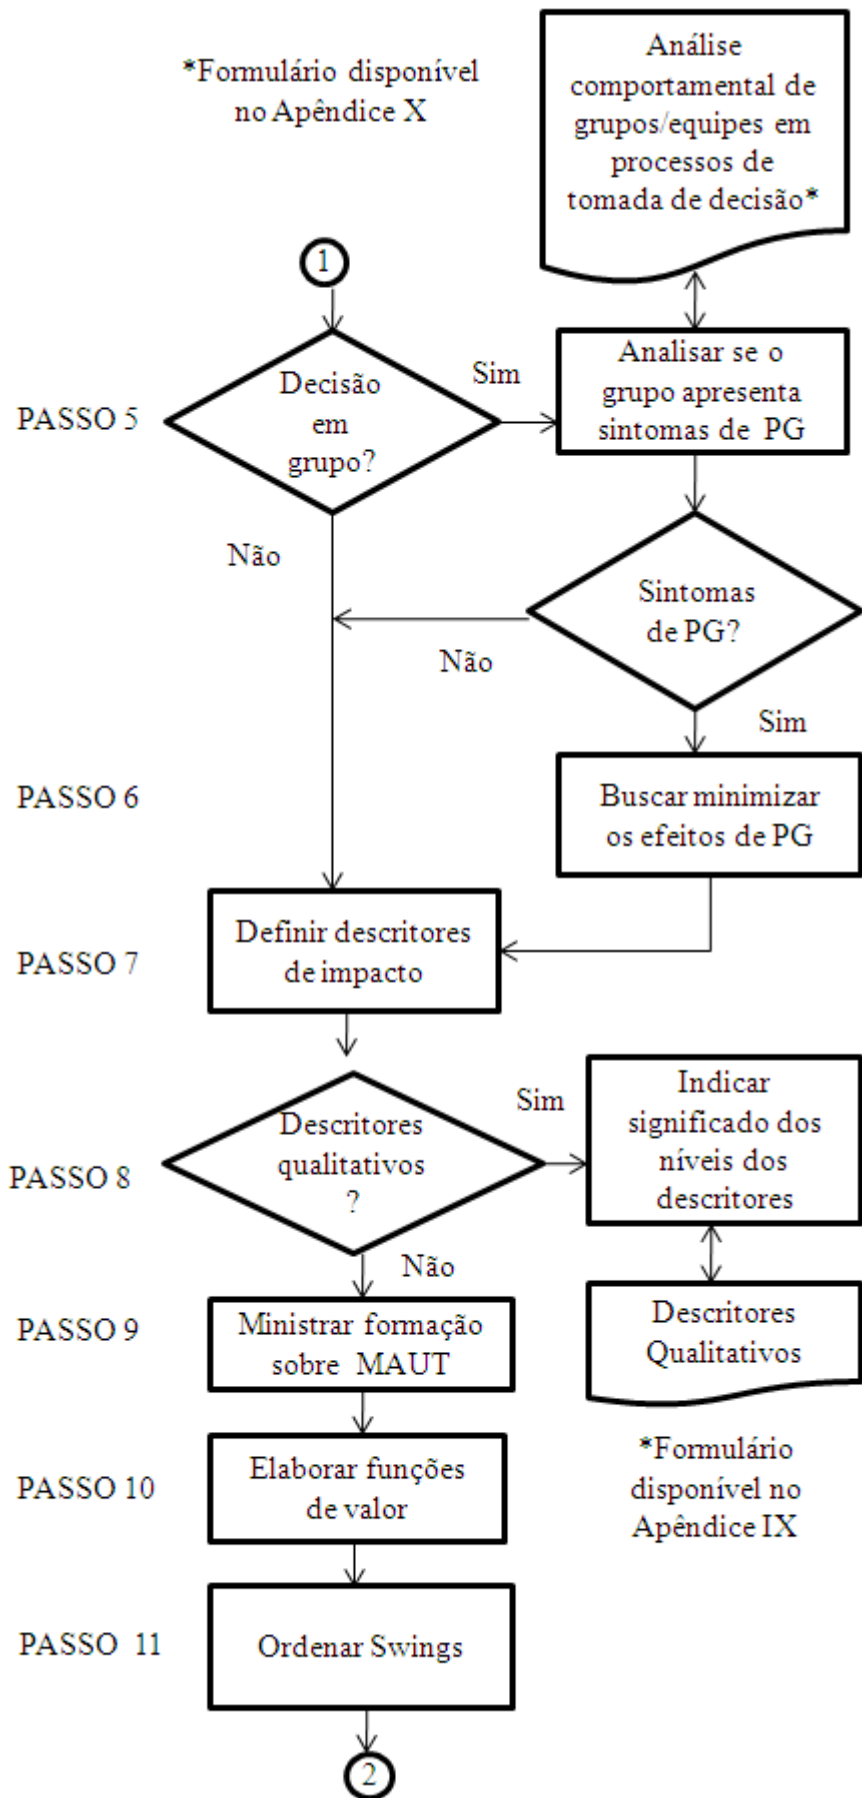 *Formulário disponível
no Apêndice X
Análise
comportamental de
grupos/equipes em
processos de
tomada de decisão*
1
PASSO 5
Decisão
em
grupo?
Sim
Analisar se o
grupo apresenta
sintomas de PG
Não
Sintomas
de PG?
Não
Sim
PASSO 6
Buscar minimizar
os efeitos de PG
PASSO 7
Definir descritores
de impacto
PASSO 8
Descritores
qualitativos
?
Sim
Indicar
significado dos
níveis dos
descritores
Não
PASSO 9
Ministrar formação
sobre MAUT
Descritores
Qualitativos
PASSO 10
Elaborar funções
de valor
*Formulário
disponível no
Apêndice IX
PASSO 11
Ordenar Swings
2